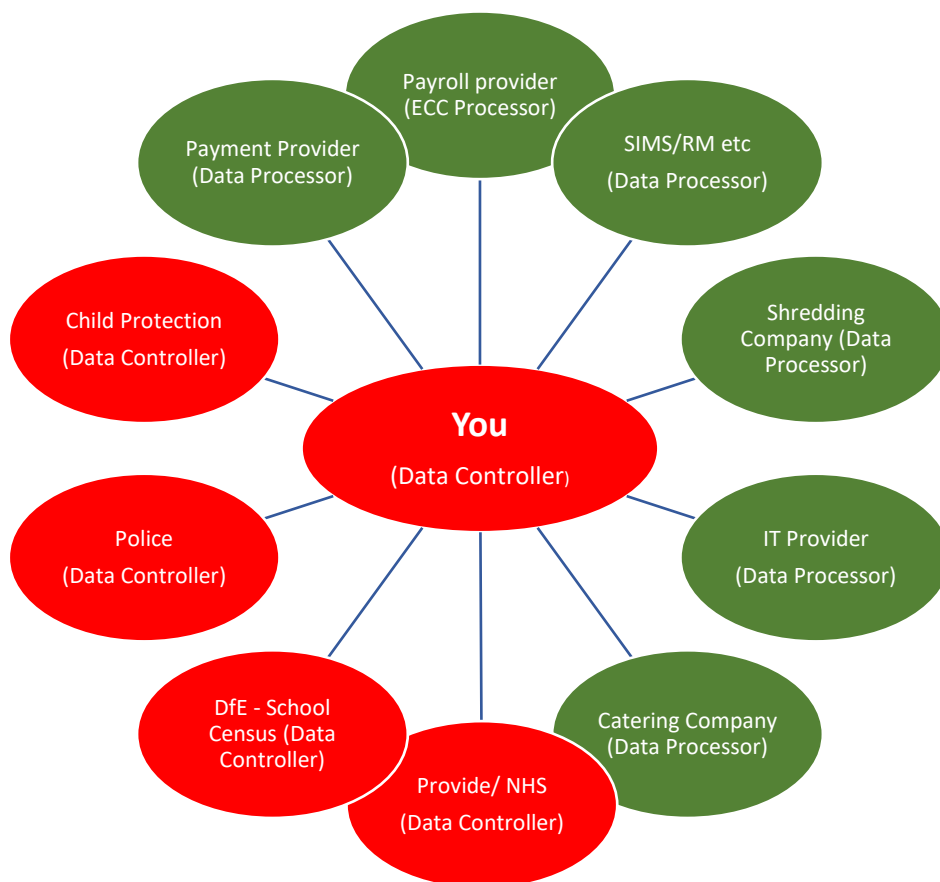 Payroll provider
(ECC Processor)
Payment Provider
(Data Processor)
SIMS/RM etc
(Data Processor)
Child Protection
(Data Controller)
Shredding
Company (Data
Processor)
You
(Data Controller)
Police
(Data Controller)
IT Provider
(Data Processor)
DfE - School
Census (Data
Controller)
Catering Company
(Data Processor)
Provide/ NHS
(Data Controller)